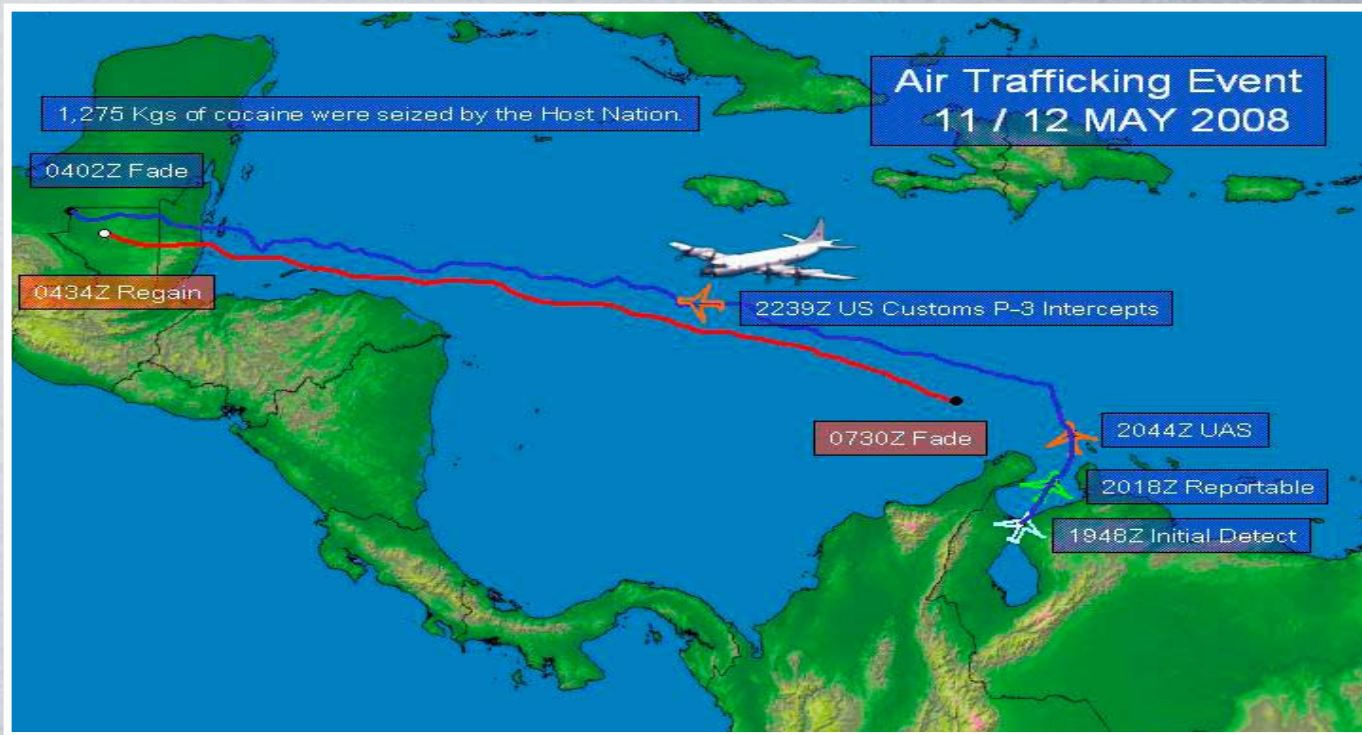 Air Trafficking Event
11 / 12 MAY 2008
1,275 Kgs of cocaine were seized by the Host Nation.
0402Z Fade
0434Z Regain
2239Z US Customs P-3 Intercepts
0730Z Fade
2044Z UAS
2018Z Reportable
1948Z Initial Detect